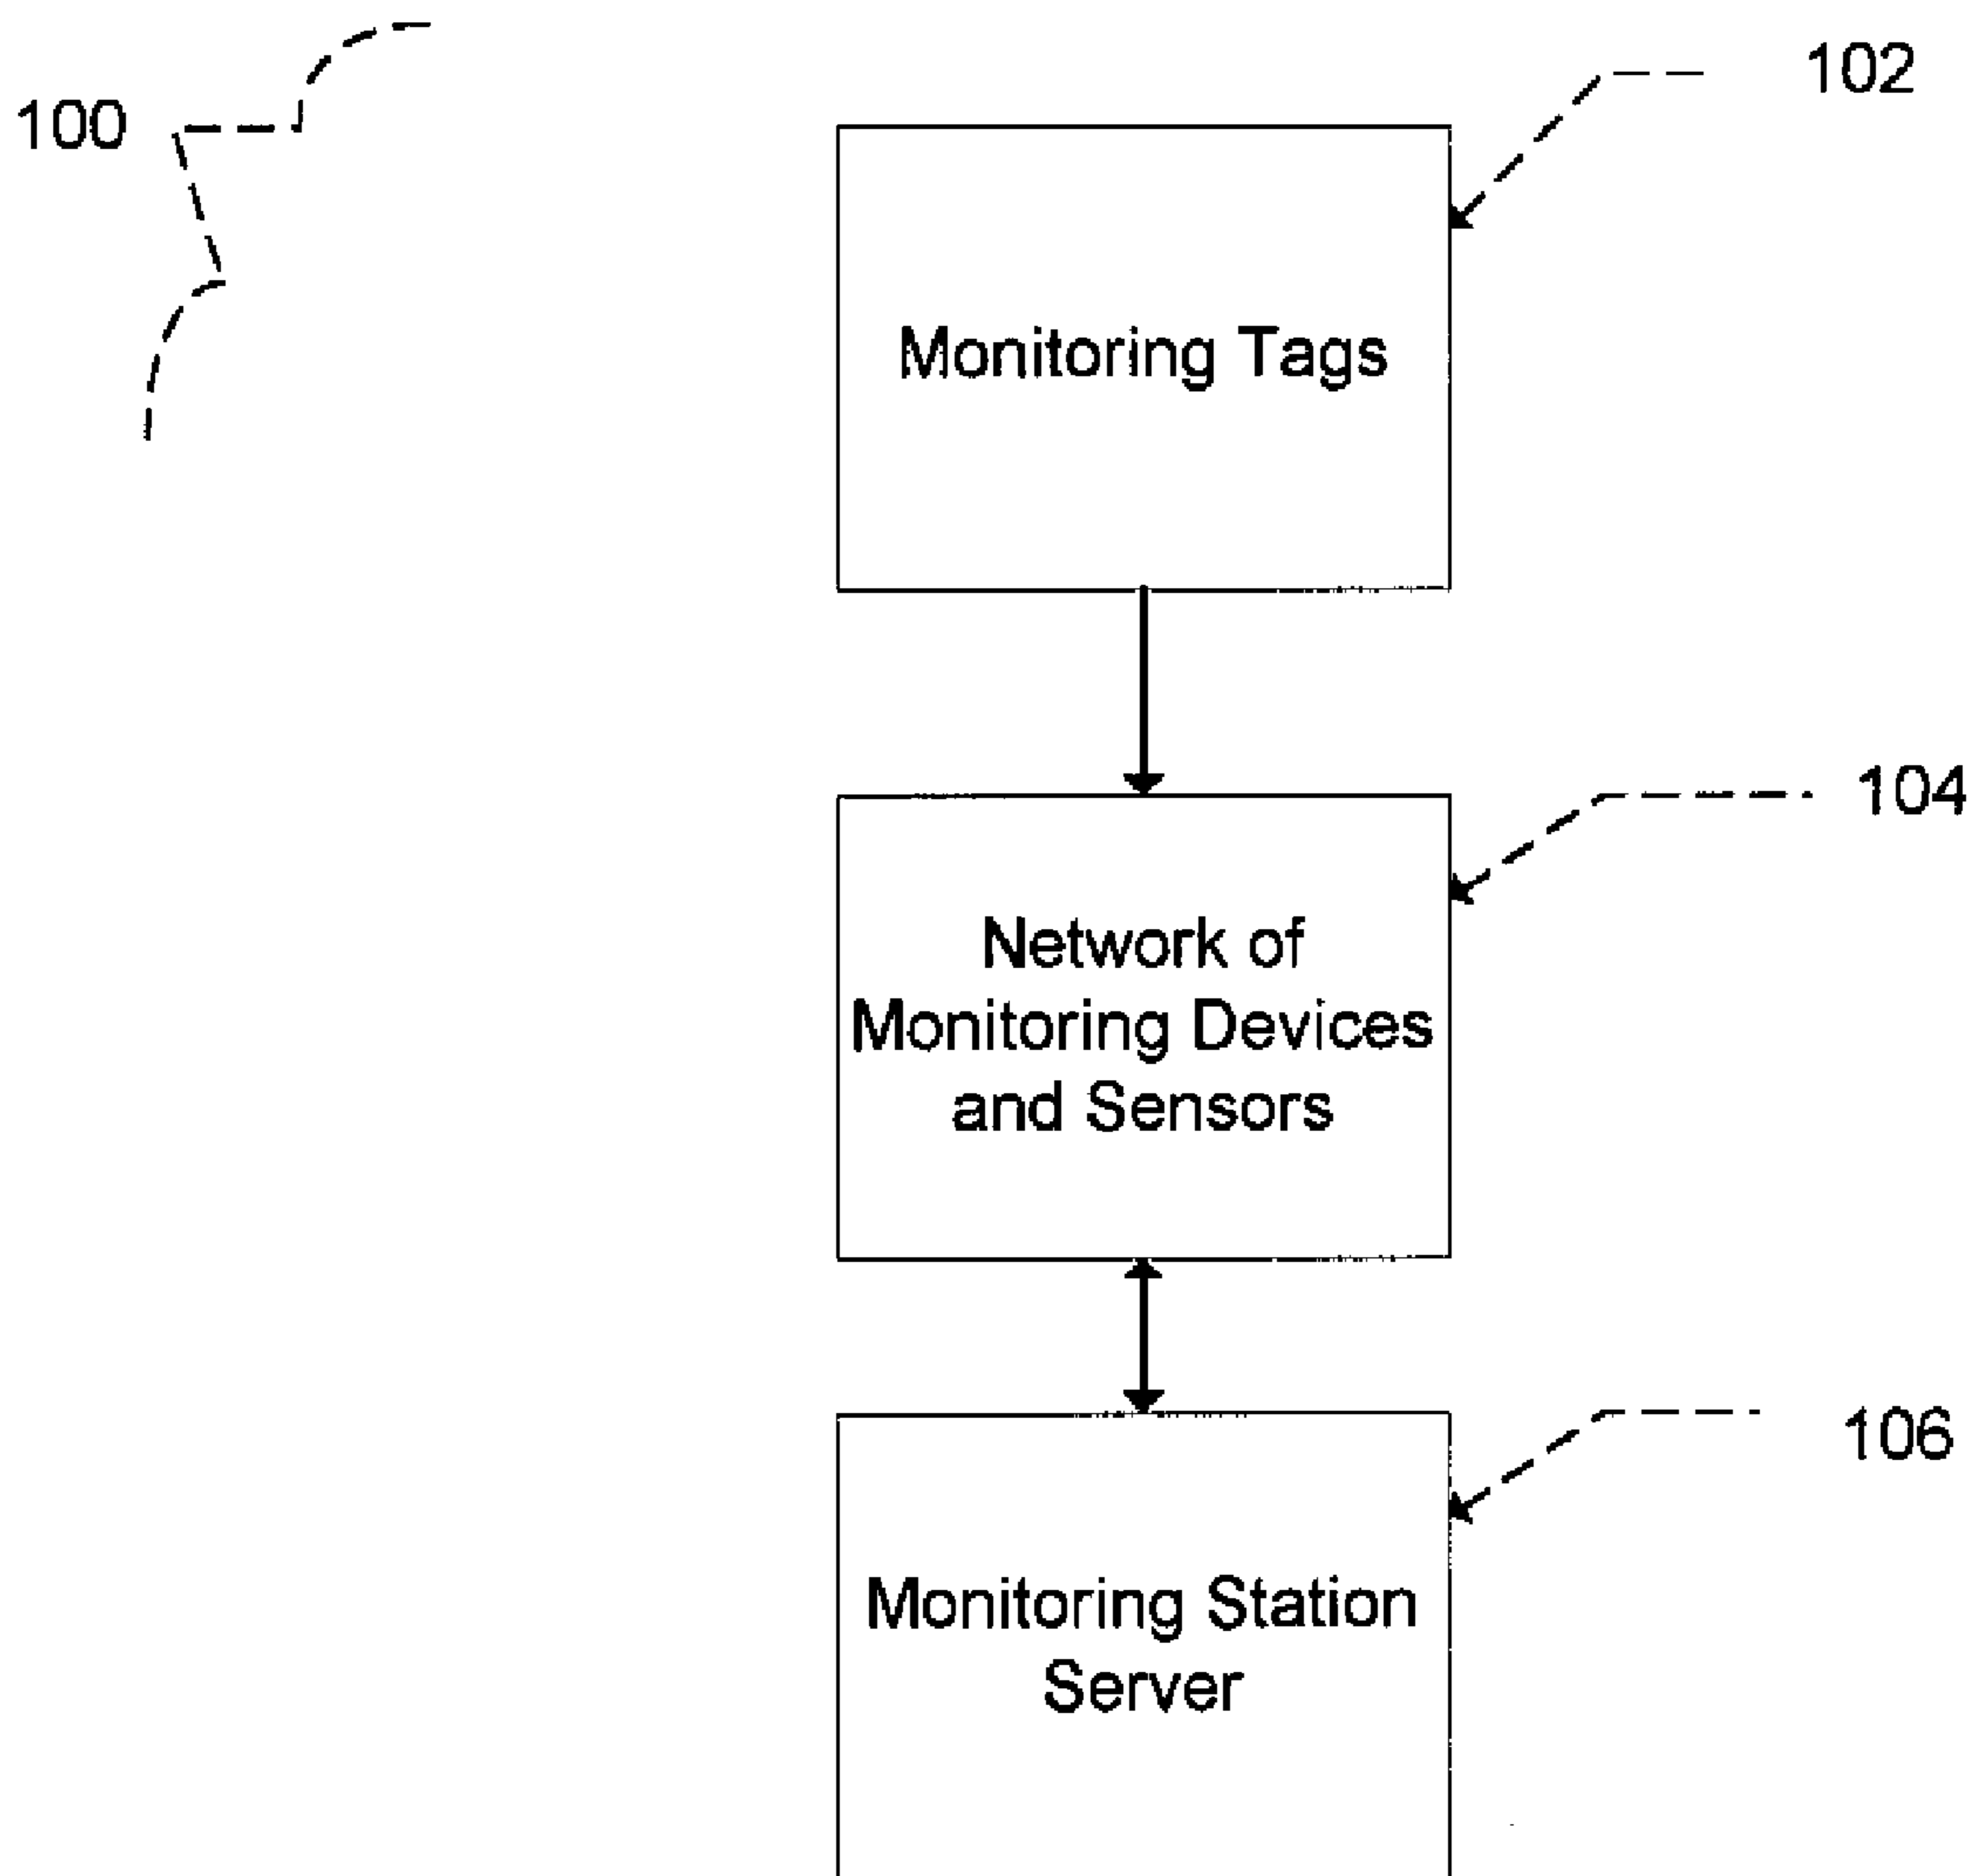 100
102
Monitoring Tags
104
Network of
Monitoring Devices
and Sensors
106
Monitoring Station
Server